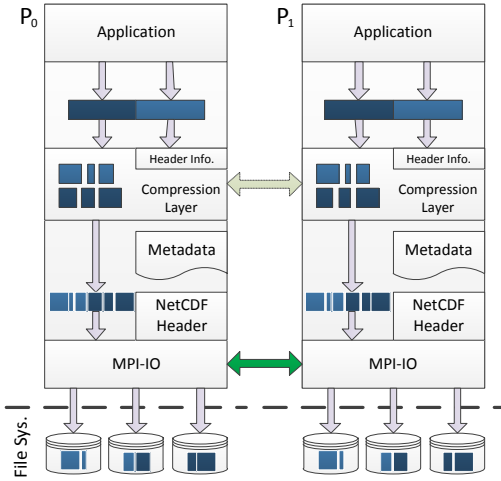 P0
Application
Header Info.
Compression
Layer
Metadata
NetCDF
Header
MPI-IO
P1
Application
Header Info.
Compression
Layer
Metadata
NetCDF
Header
MPI-IO
File Sys.